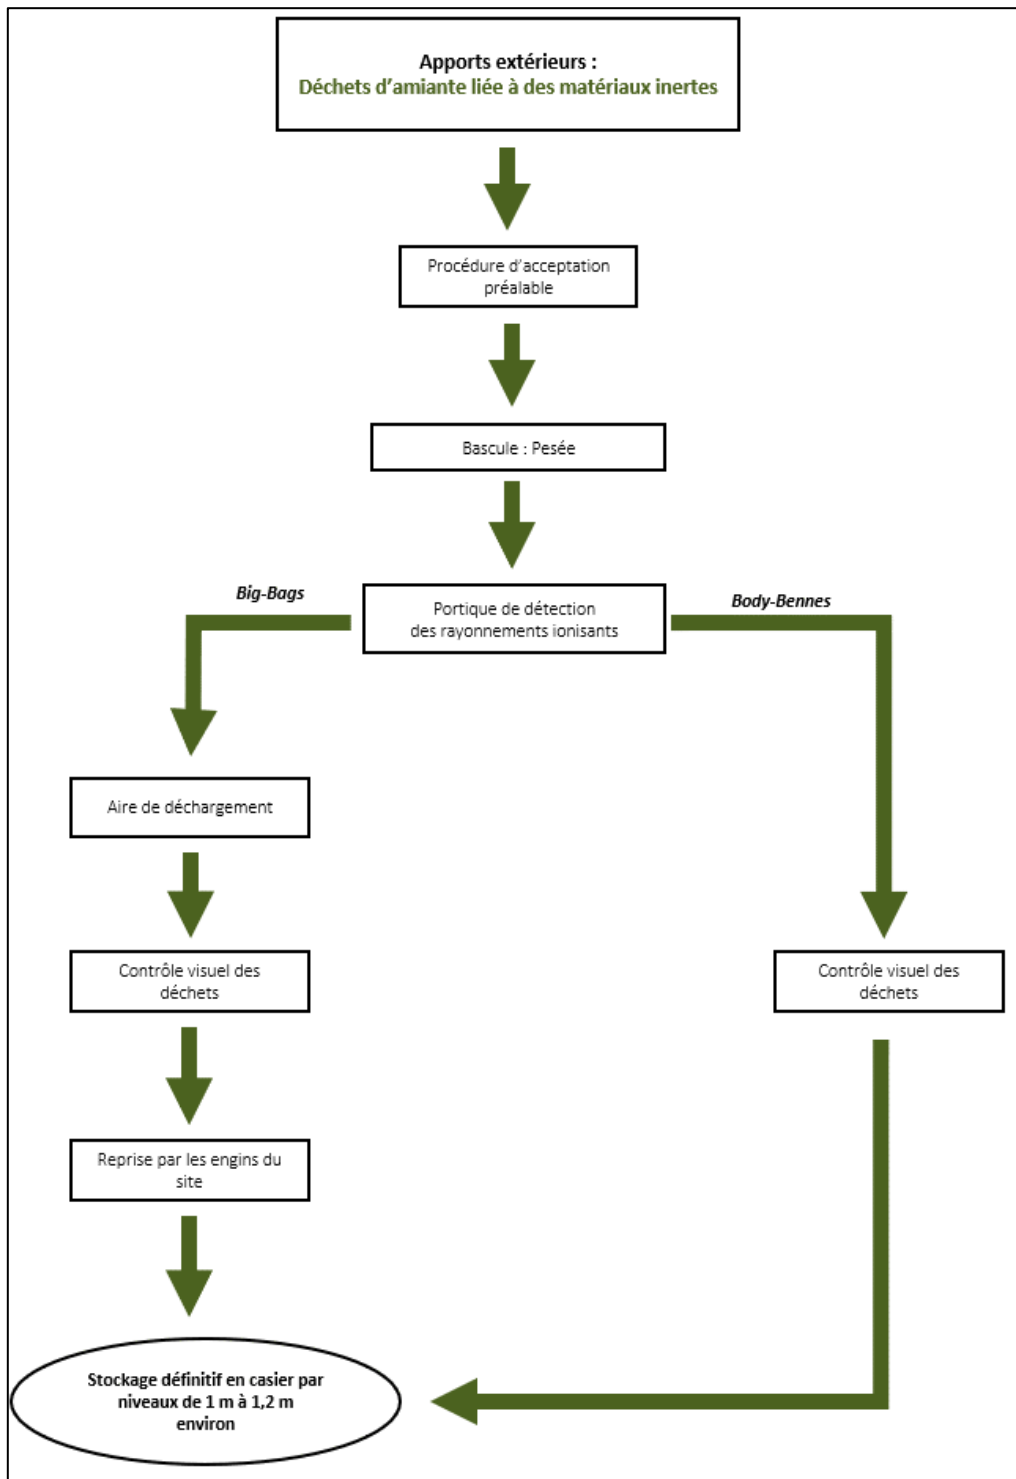 Apports extérieurs :
Déchets d'amiante liée à des matériaux inertes
Procédure d'acceptation
préalable
Bascule : Pesée
Portique de détection
des rayonnements ionisants
Big-Bags
Body-Bennes
Aire de déchargement
Contrôle visuel des
déchets
Reprise par les engins du
site
Contrôle visuel des
déchets
Stockage définitif en casier par
niveaux de 1 m à 1,2 m
environ